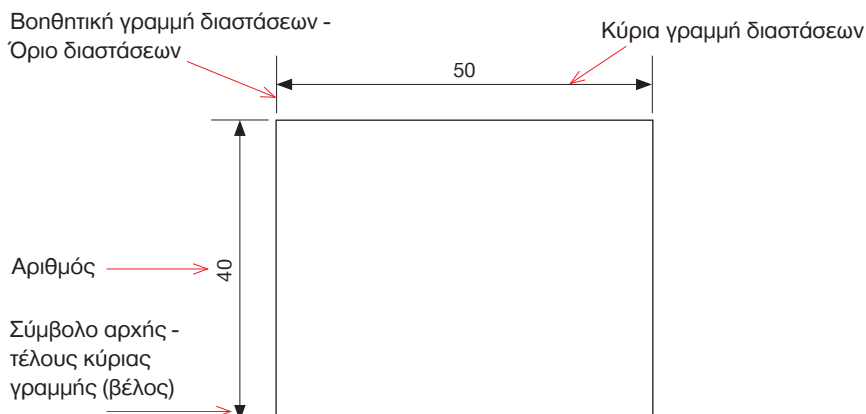 Βοηθητική γραμμή διαστάσεων -
Όριο διαστάσεων
Κύρια γραμμή διαστάσεων
50
40
Αριθμός
Σύμβολο αρχής -
τέλους κύριας
γραμμής (βέλος)